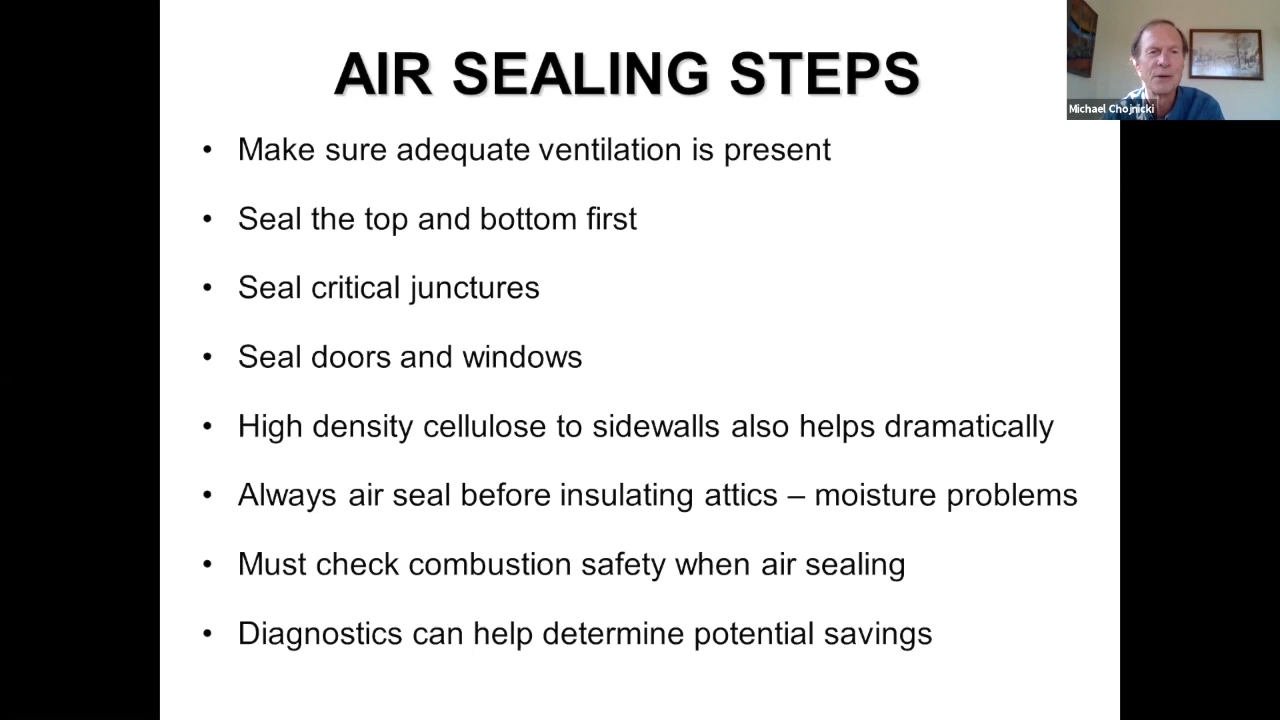 AIR SEALING STEPS
Michael Chojnicki
• Make sure adequate ventilation is present
• Seal the top and bottom first
• Seal critical junctures
• Seal doors and windows
• High density cellulose to sidewalls also helps dramatically
• Always air seal before insulating attics – moisture problems
• Must check combustion safety when air sealing
• Diagnostics can help determine potential savings